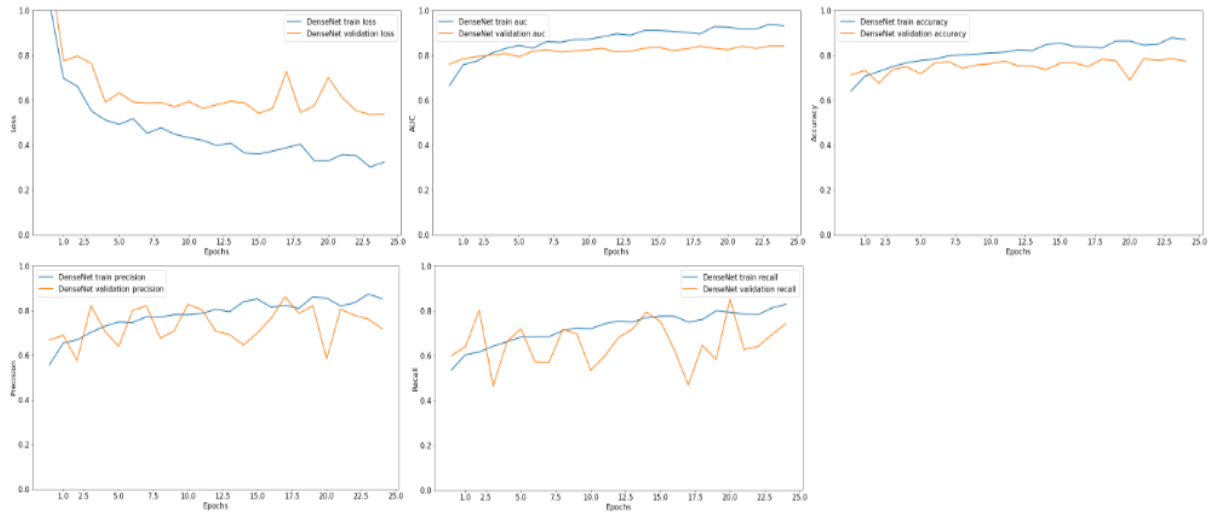 DenseNet train loss
DenseNet validation loss
1.0
0.8
0.6
0.4
0.2
0.0
Loss
1.0 2.5 5.0 7.5 10.0 12.5 15.0 17.5 20.0 22.5 25.0
Epochs
DenseNet train auc
DenseNet validation auc
1.0
0.8
0.6
0.4
0.2
0.0
AUC
1.0 2.5 5.0 7.5 10.0 12.5 15.0 17.5 20.0 22.5 25.0
Epochs
DenseNet train accuracy
DenseNet validation accuracy
1.0
0.8
0.6
0.4
0.2
0.0
Accuracy
1.0 2.5 5.0 7.5 10.0 12.5 15.0 17.5 20.0 22.5 25.0
Epochs
DenseNet train precision
DenseNet validation precision
1.0
0.8
0.6
0.4
0.2
0.0
Precision
1.0 2.5 5.0 7.5 10.0 12.5 15.0 17.5 20.0 22.5 25.0
Epochs
DenseNet train recall
DenseNet validation recall
1.0
0.8
0.6
0.4
0.2
0.0
Recall
1.0 2.5 5.0 7.5 10.0 12.5 15.0 17.5 20.0 22.5 25.0
Epochs